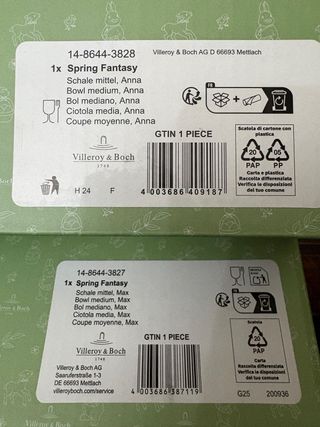 14-8644-3828
Villeroy & Boch AG D 66693 Mettlach
1x Spring Fantasy
Schale mittel, Anna
Bowl medium, Anna
Bol mediano, Anna
Ciotola media, Anna
Coupe moyenne, Anna
FR
+
GTIN 1 PIECE
Scatola di cartone con
plastica
20
PAP
05
PP
Carta e plastica
Raccolta differenziata
Verifica le disposizioni
del tuo comune
Villeroy & Boch
1748
H 24
F
4 003686 409187
14-8644-3827
1x Spring Fantasy
Schale mittel, Max
Bowl medium, Max
Bol mediano, Max
Ciotola media, Max
Coupe moyenne, Max
FR
+
Villeroy & Boch
1748
GTIN 1 PIECE
Scatola
20
PAP
Carta
Raccolta differenziata
Verifica le disposizioni
del tuo comune
Villeroy & Boch AG
Saaruferstraße 1-3
DE 66693 Mettlach
villeroyboch.com/service
4 003686 387119
G25
200936
Villeroy & Boch